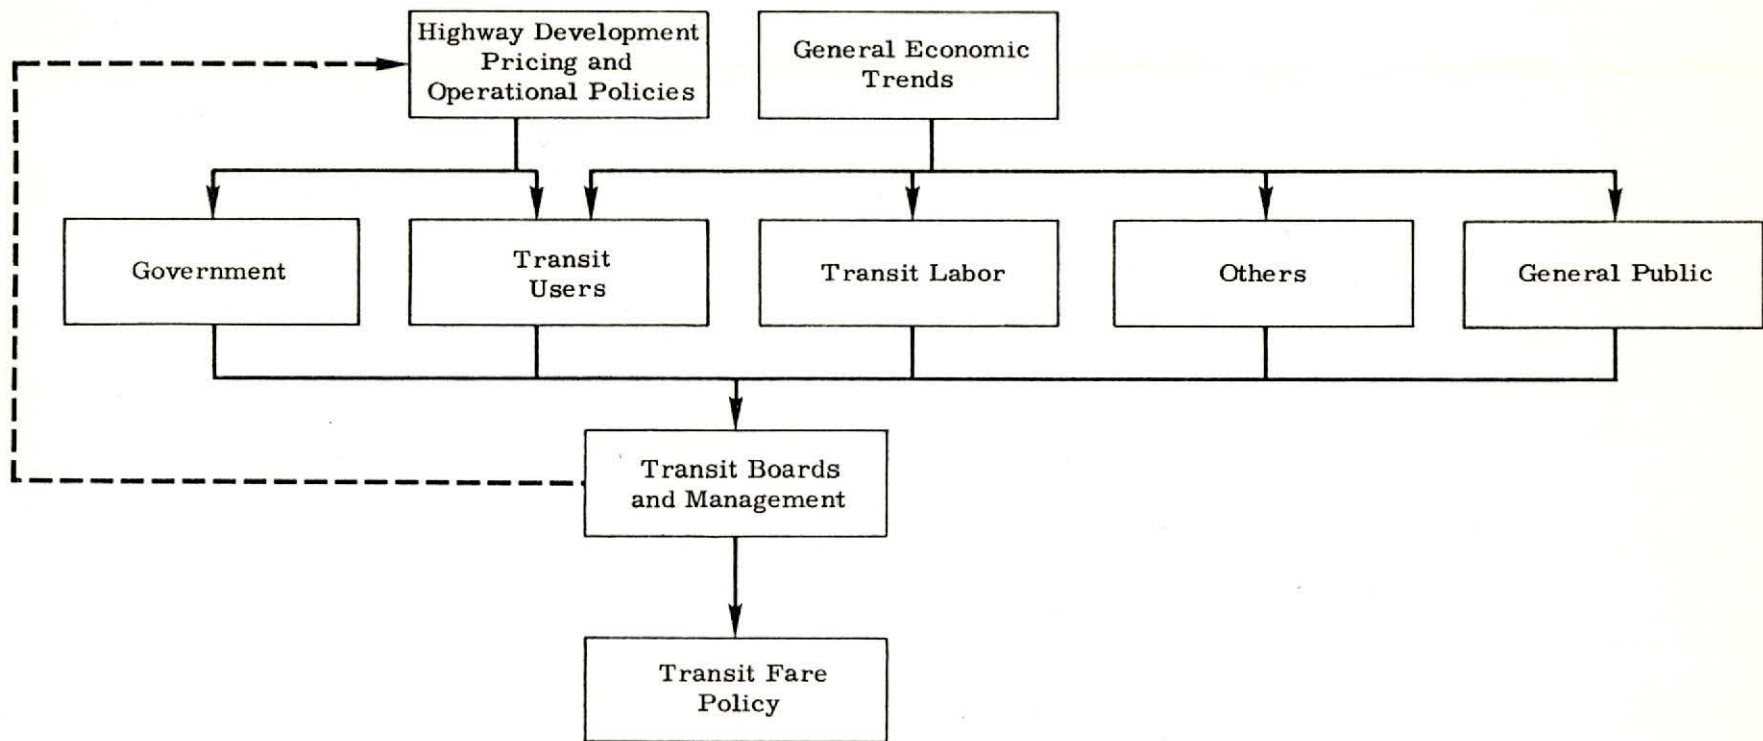 Highway Development
Pricing and
Operational Policies
General Economic
Trends
Government
Transit
Users
Transit Labor
Others
General Public
Transit Boards
and Management
Transit Fare
Policy